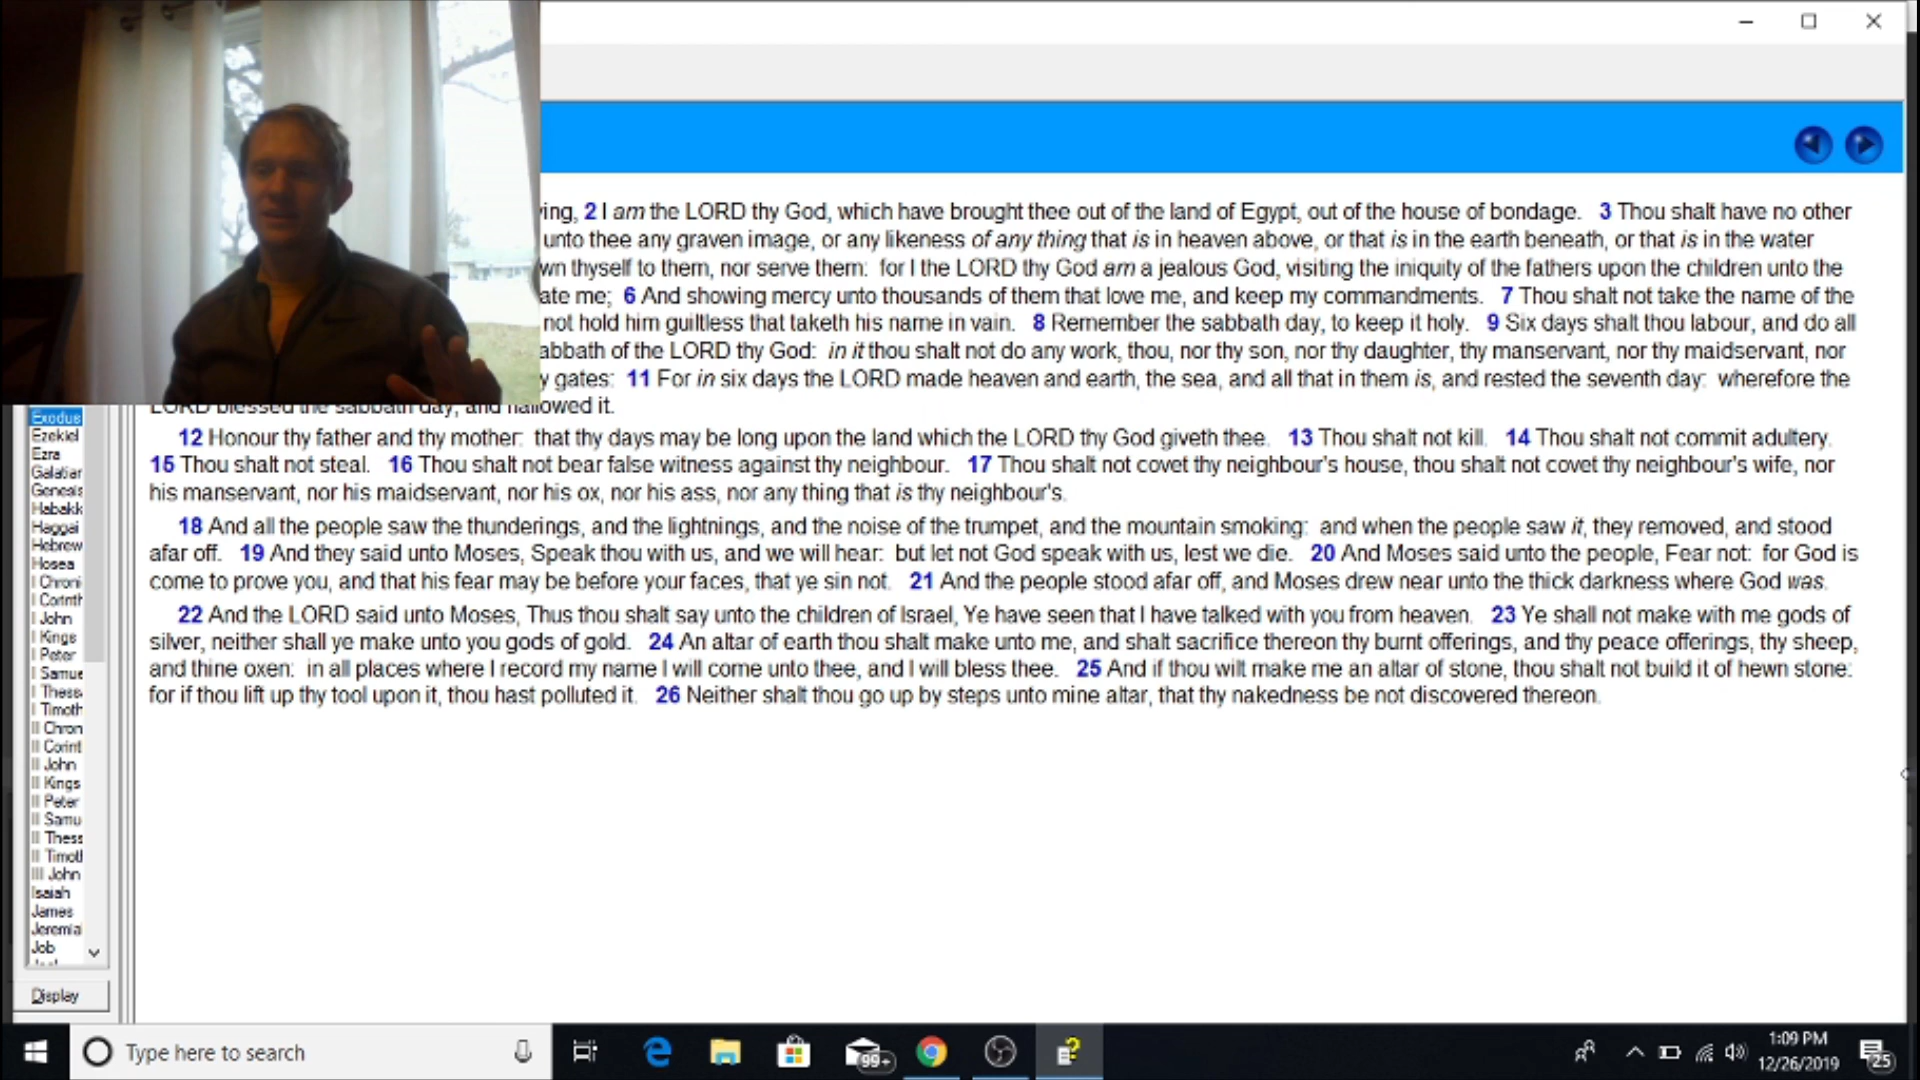 ing, 2 I am the LORD thy God, which have brought thee out of the land of Egypt, out of the house of bondage. 3 Thou shalt have no other
unto thee any graven image, or any likeness of any thing that is in heaven above, or that is in the earth beneath, or that is in the water
wn thyself to them, nor serve them: for I the LORD thy God am a jealous God, visiting the iniquity of the fathers upon the children unto the
ate me; 6 And showing mercy unto thousands of them that love me, and keep my commandments. 7 Thou shalt not take the name of the
not hold him guiltless that taketh his name in vain. 8 Remember the sabbath day, to keep it holy. 9 Six days shalt thou labour, and do all
abbath of the LORD thy God: in it thou shalt not do any work, thou, nor thy son, nor thy daughter, thy manservant, nor thy maidservant, nor
y gates: 11 For in six days the LORD made heaven and earth, the sea, and all that in them is, and rested the seventh day: wherefore the
LORD blessed the sabbath day, and hallowed it.
12 Honour thy father and thy mother: that thy days may be long upon the land which the LORD thy God giveth thee. 13 Thou shalt not kill. 14 Thou shalt not commit adultery.
15 Thou shalt not steal. 16 Thou shalt not bear false witness against thy neighbour. 17 Thou shalt not covet thy neighbour's house, thou shalt not covet thy neighbour's wife, nor
his manservant, nor his maidservant, nor his ox, nor his ass, nor any thing that is thy neighbour's.
18 And all the people saw the thunderings, and the lightnings, and the noise of the trumpet, and the mountain smoking: and when the people saw it, they removed, and stood
afar off. 19 And they said unto Moses, Speak thou with us, and we will hear: but let not God speak with us, lest we die. 20 And Moses said unto the people, Fear not: for God is
come to prove you, and that his fear may be before your faces, that ye sin not. 21 And the people stood afar off, and Moses drew near unto the thick darkness where God was.
22 And the LORD said unto Moses, Thus thou shalt say unto the children of Israel, Ye have seen that I have talked with you from heaven. 23 Ye shall not make with me gods of
silver, neither shall ye make unto you gods of gold. 24 An altar of earth thou shalt make unto me, and shalt sacrifice thereon thy burnt offerings, and thy peace offerings, thy sheep,
and thine oxen: in all places where I record my name I will come unto thee, and I will bless thee. 25 And if thou wilt make me an altar of stone, thou shalt not build it of hewn stone:
for if thou lift up thy tool upon it, thou hast polluted it. 26 Neither shalt thou go up by steps unto mine altar, that thy nakedness be not discovered thereon.
Exodus
Ezekiel
Ezra
Galatian
Genesis
Habakk
Haggai
Hebrew
Hosea
I Chroni
I Corinth
I John
I Kings
I Peter
I Samue
I Thess
I Timoth
II Chron
II Corint
II John
II Kings
II Peter
II Samu
II Thess
II Timot
III John
Isaiah
James
Jeremia
Job
Display
Type here to search
99+
1:09 PM
12/26/2019
25